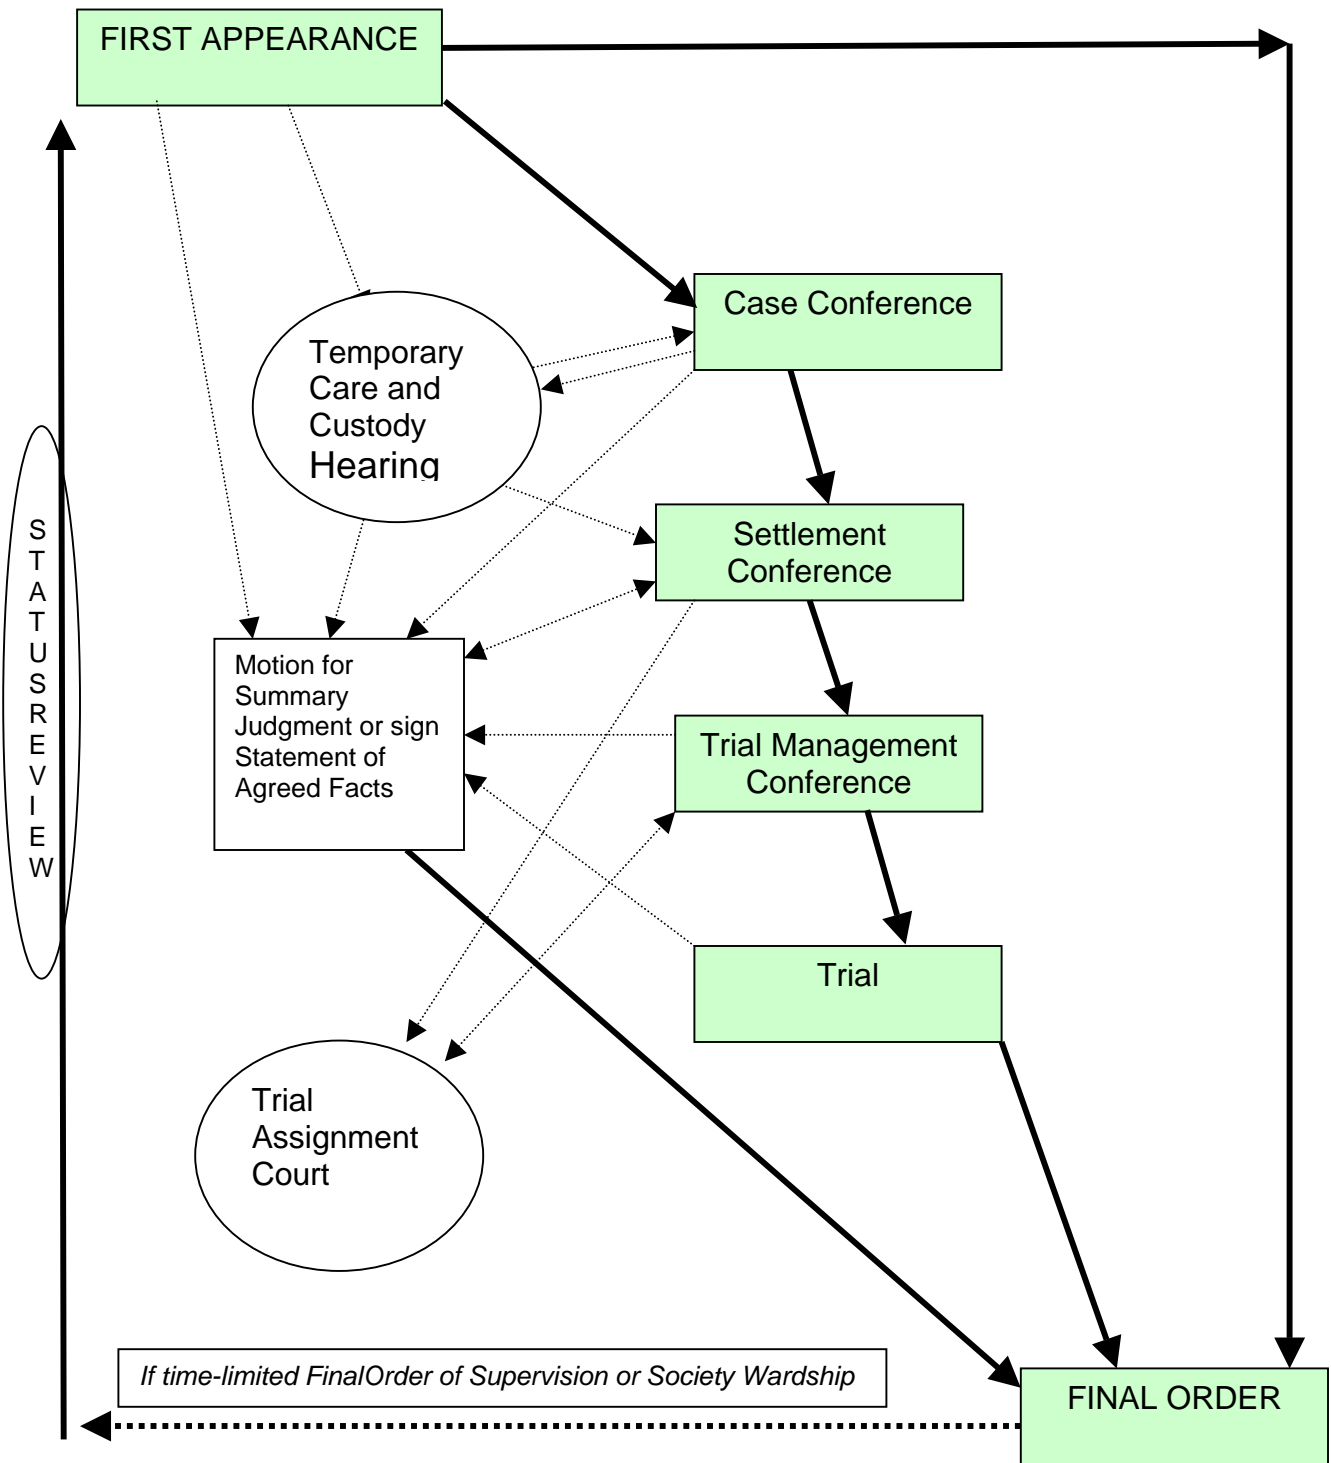 FIRST APPEARANCE
Case Conference
Temporary
Care and
Custody
Hearing
Settlement
Conference
S
T
A
T
U
S
R
E
V
I
E
W
Motion for
Summary
Judgment or sign
Statement of
Agreed Facts
Trial Management
Conference
Trial
Trial
Assignment
Court
If time-limited FinalOrder of Supervision or Society Wardship
FINAL ORDER